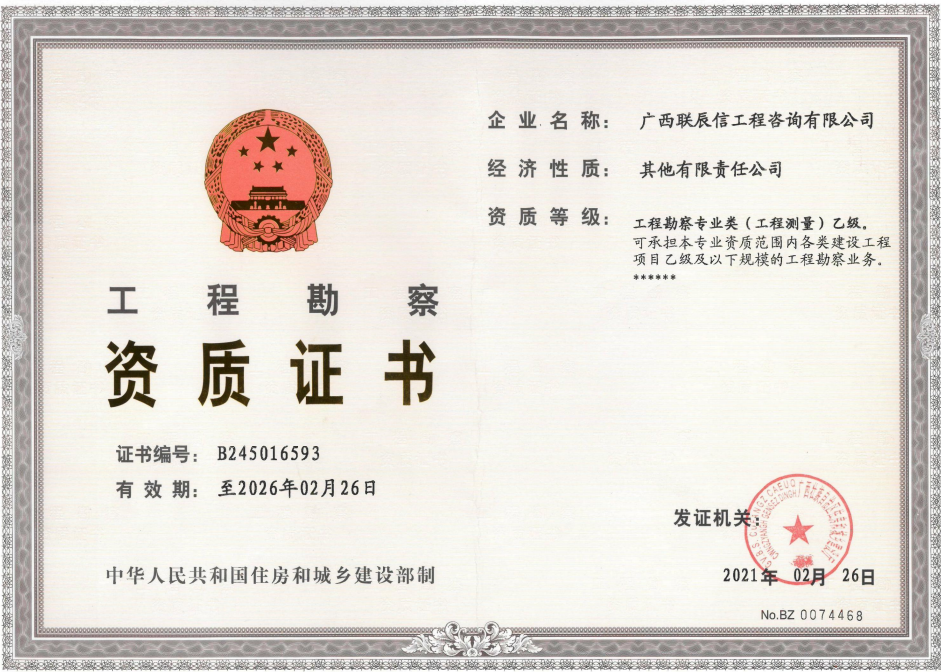 工程勘察
资质证书
证书编号: B245016593
有效期: 至2026年02月26日
中华人民共和国住房和城乡建设部制
企业名称: 广西联辰信工程咨询有限公司
经济性质: 其他有限责任公司
资质等级: 工程勘察专业类（工程测量）乙级。
可承担本专业资质范围内各类建设工程
项目乙级及以下规模的工程勘察业务。
******
发证机关:
2021年 02月 26日
No.BZ 0074468